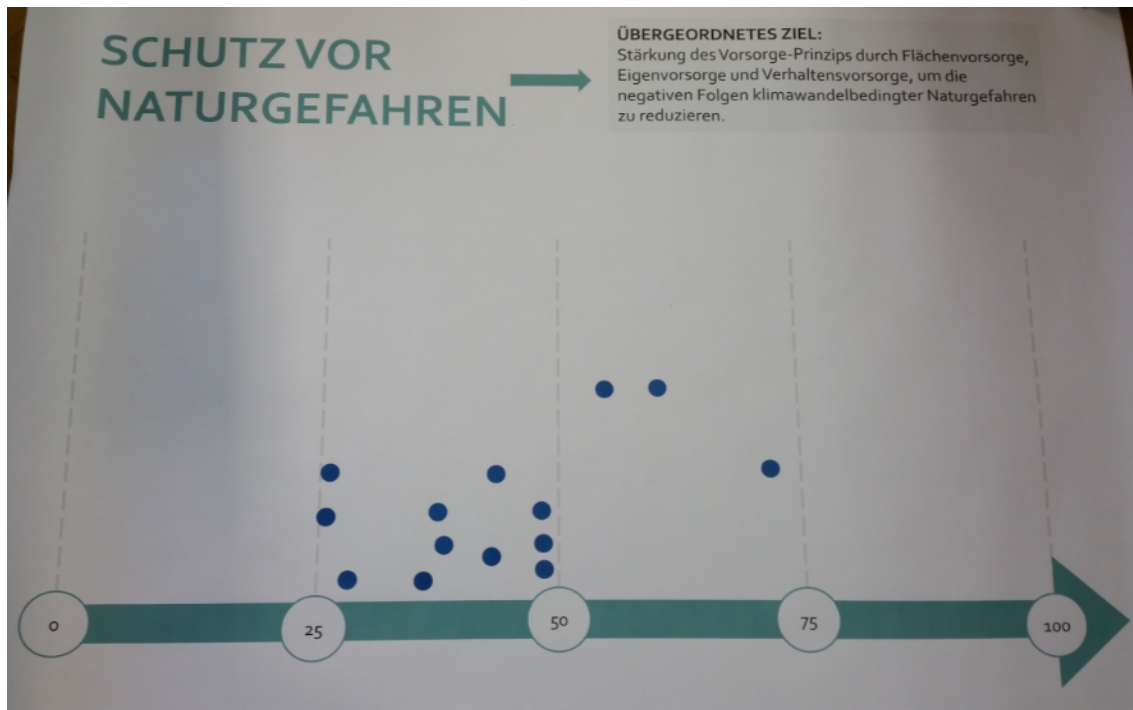 SCHUTZ VOR
NATURGEFAHREN
ÜBERGEORDNETES ZIEL:
Stärkung des Vorsorge-Prinzips durch Flächenvorsorge,
Eigenvorsorge und Verhaltensvorsorge, um die
negativen Folgen klimawandelbedingter Naturgefahren
zu reduzieren.
0
25
50
75
100